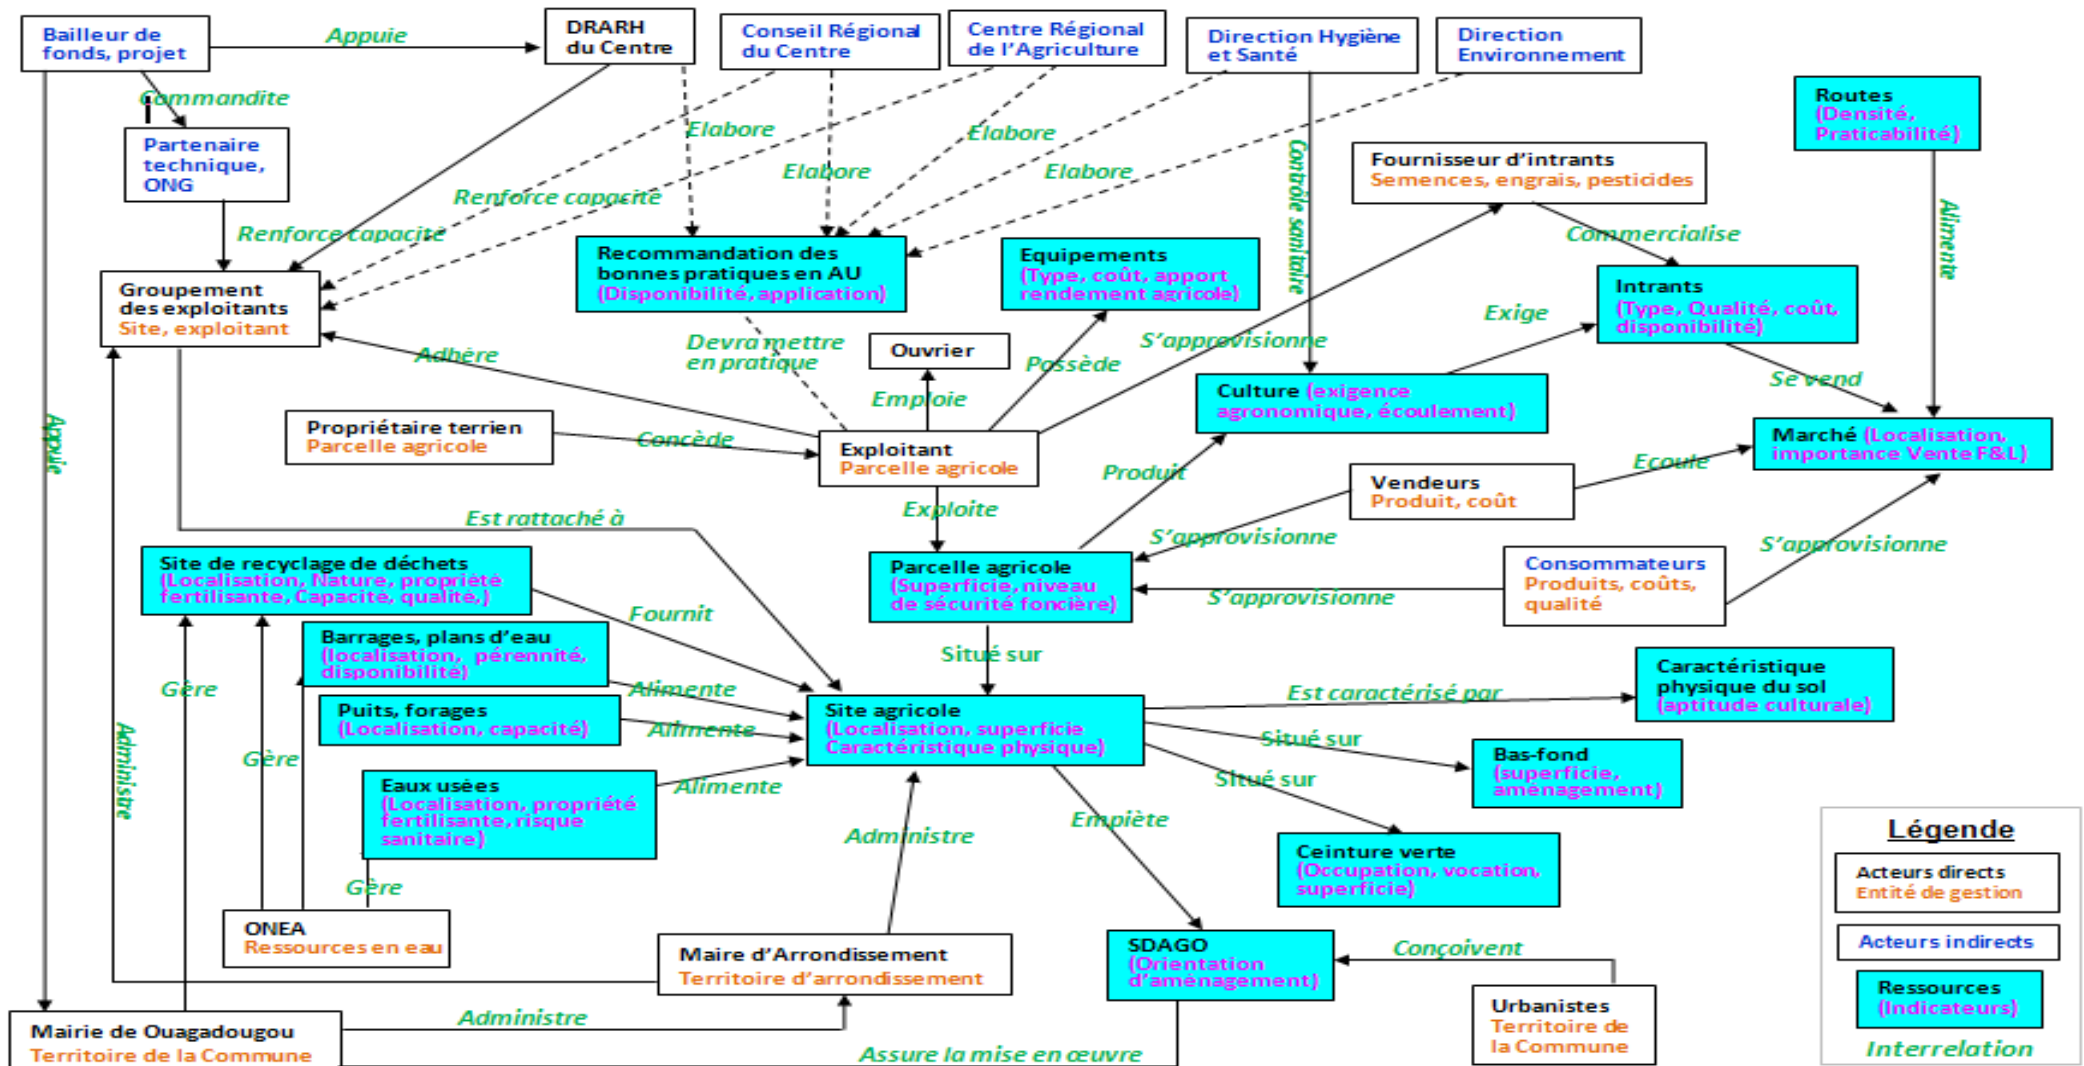 Bailleur de
fonds, projet
Appuie
DRARH
du Centre
Conseil Régional
du Centre
Centre Régional
de l'Agriculture
Direction Hygiène
et Santé
Direction
Environnement
Commandite
Partenaire
technique,
ONG
Elabore
Elabore
Elabore
Elabore
Renforce capacité
Renforce capacité
Contrôle sanitaire
Routes
(Densité,
Praticabilité)
Fournisseur d'intrants
Semences, engrais, pesticides
Commercialise
Alimente
Groupement
des exploitants
Site, exploitant
Recommandation des
bonnes pratiques en AU
(Disponibilité, application)
Equipements
(Type, coût, apport
rendement agricole)
Intrants
(Type, Qualité, coût,
disponibilité)
Exige
Se vend
Adhère
Devra mettre
en pratique
Ouvrier
Emploie
Possède
S'approvisionne
Culture (exigence
agronomique, écoulement)
Propriétaire terrien
Parcelle agricole
Concède
Exploitant
Parcelle agricole
Produit
Marché (Localisation,
importance Vente F&L)
Ecoule
Vendeurs
Produit, coût
Appuie
Est rattaché à
Exploite
S'approvisionne
S'approvisionne
Site de recyclage de déchets
(Localisation, Nature, propriété
fertilisante, Capacité, qualité,)
Fournit
Parcelle agricole
(Superficie, niveau
de sécurité foncière)
S'approvisionne
Consommateurs
Produits, coûts,
qualité
Barrages, plans d'eau
(localisation, pérennité,
disponibilité)
Situé sur
Gère
Alimente
Puits, forages
(Localisation, capacité)
Alimente
Site agricole
(Localisation, superficie
Caractéristique physique)
Est caractérisé par
Caractéristique
physique du sol
(aptitude culturale)
Situé sur
Bas-fond
(superficie,
aménagement)
Situé sur
Administre
Gère
Eaux usées
(Localisation, propriété
fertilisante, risque
sanitaire)
Alimente
Administre
Empiète
Ceinture verte
(Occupation, vocation,
superficie)
Gère
ONEA
Ressources en eau
Maire d'Arrondissement
Territoire d'arrondissement
SDAGO
(Orientation
d'aménagement)
Conçoivent
Urbanistes
Territoire de
la Commune
Mairie de Ouagadougou
Territoire de la Commune
Administre
Assure la mise en œuvre
Légende
Acteurs directs
Entité de gestion
Acteurs indirects
Ressources
(Indicateurs)
Interrelation